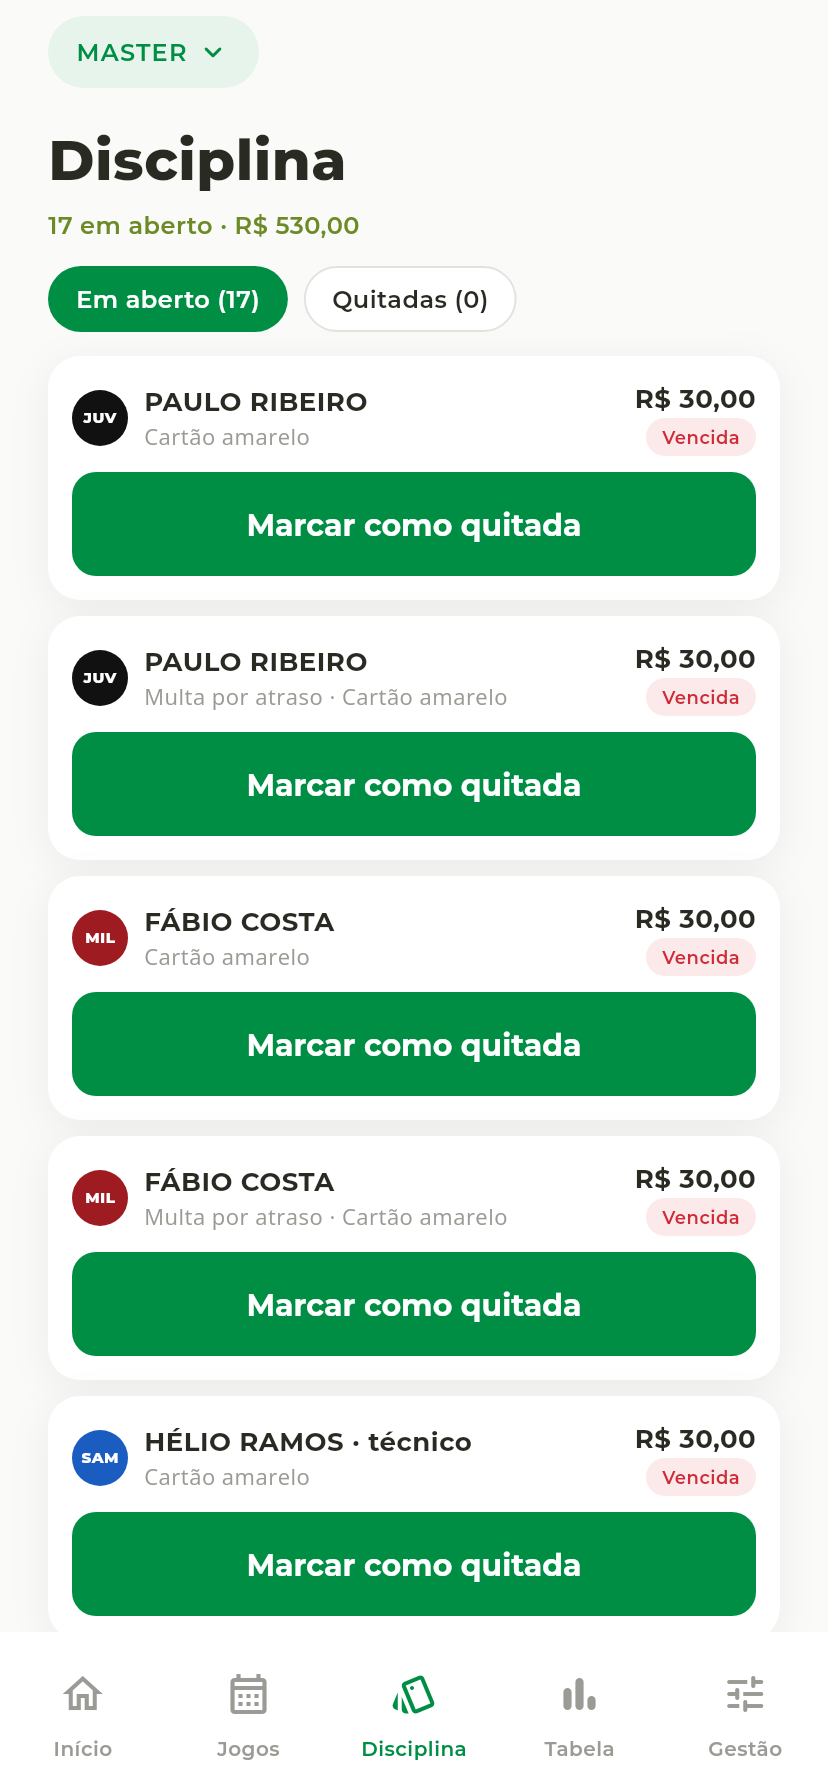 MASTER
Disciplina
17 em aberto · R$ 530,00
Em aberto (17)
Quitadas (0)
JUV
PAULO RIBEIRO
R$ 30,00
Cartão amarelo
Vencida
Marcar como quitada
JUV
PAULO RIBEIRO
R$ 30,00
Multa por atraso · Cartão amarelo
Vencida
Marcar como quitada
MIL
FÁBIO COSTA
R$ 30,00
Cartão amarelo
Vencida
Marcar como quitada
MIL
FÁBIO COSTA
R$ 30,00
Multa por atraso · Cartão amarelo
Vencida
Marcar como quitada
SAM
HÉLIO RAMOS · técnico
R$ 30,00
Cartão amarelo
Vencida
Marcar como quitada
Início
Jogos
Disciplina
Tabela
Gestão